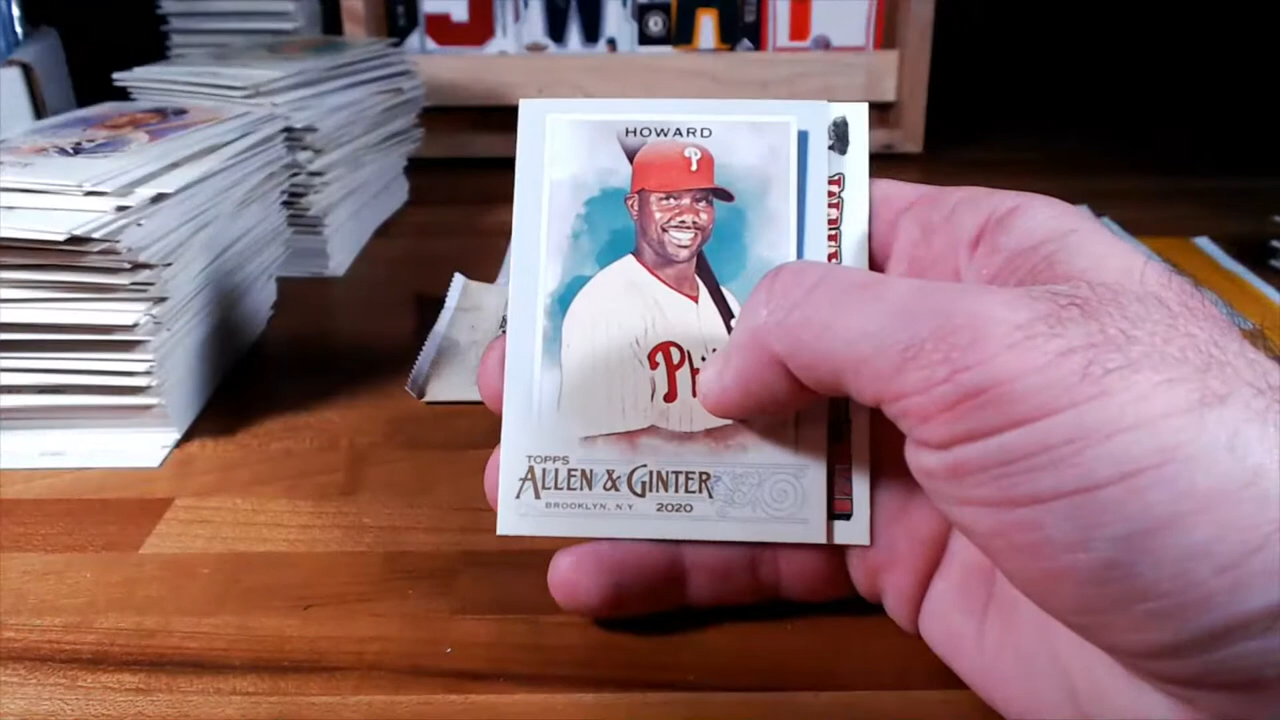 HOWARD
P
TOPPS
ALLEN & GINTER
BROOKLYN, N.Y 2020